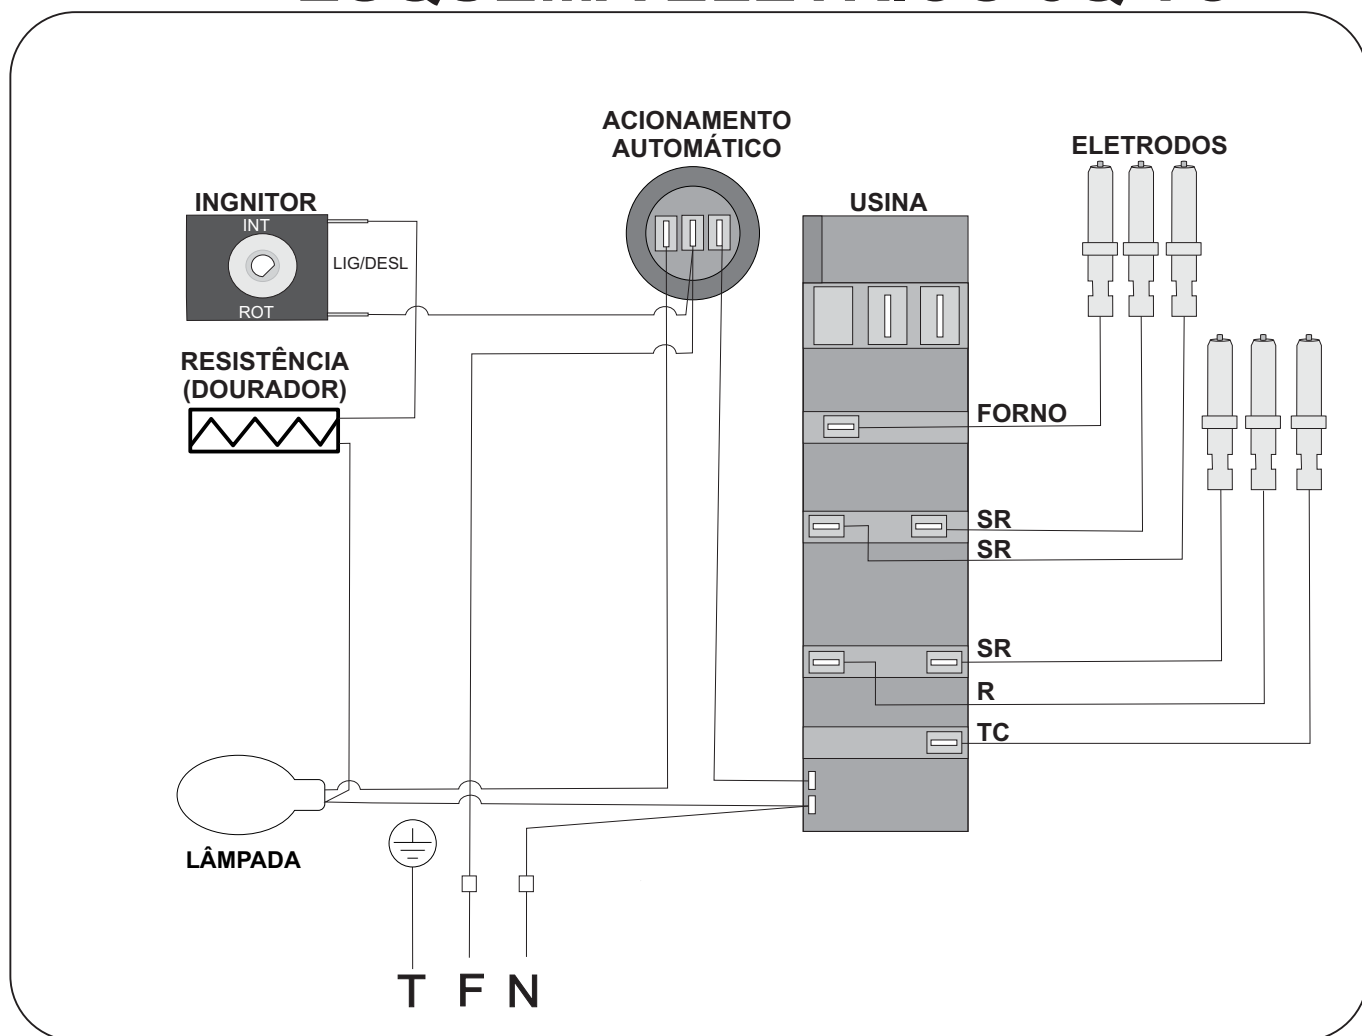 ACIONAMENTO
AUTOMÁTICO
ELETRODOS
INGNITOR
USINA
INT
LIG/DESL
ROT
RESISTÊNCIA
(DOURADOR)
FORNO
SR
SR
SR
R
TC
LÂMPADA
T F N